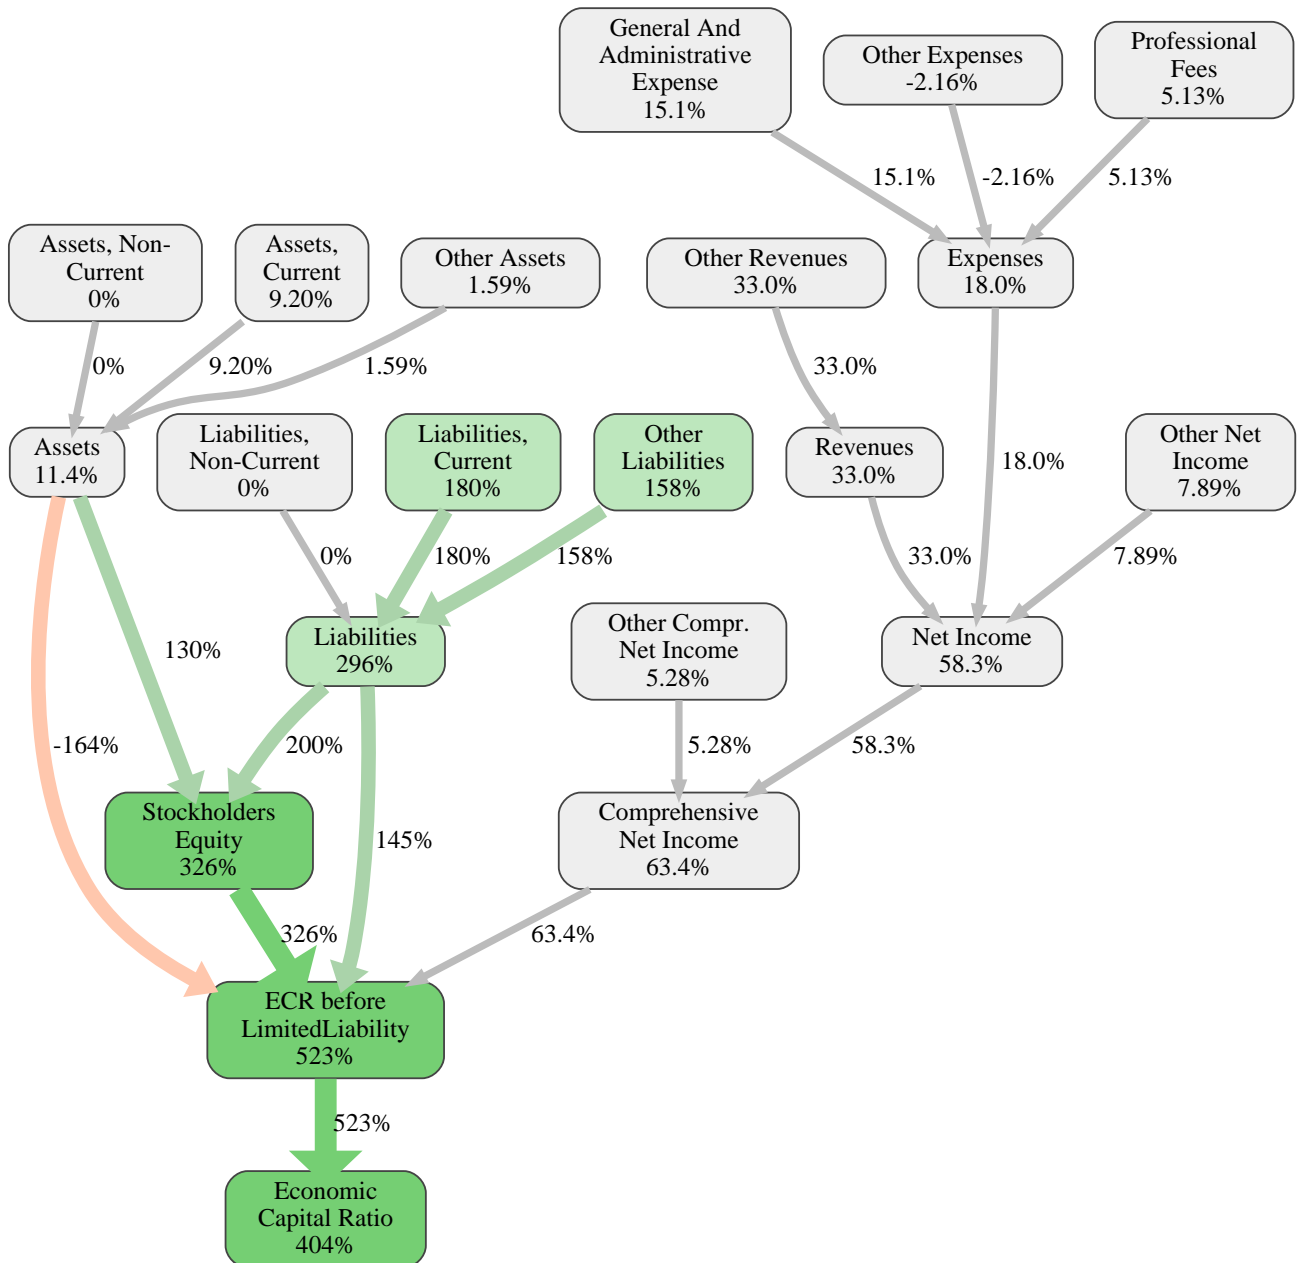 General And
Administrative
Expense
15.1%
Other Expenses
-2.16%
Professional
Fees
5.13%
15.1%
-2.16%
5.13%
Assets, Non-
Current
0%
Assets,
Current
9.20%
Other Assets
1.59%
Other Revenues
33.0%
Expenses
18.0%
0%
9.20%
1.59%
33.0%
Assets
11.4%
Liabilities,
Non-Current
0%
Liabilities,
Current
180%
Other
Liabilities
158%
Revenues
33.0%
18.0%
Other Net
Income
7.89%
0%
180%
158%
33.0%
7.89%
130%
Liabilities
296%
Other Compr.
Net Income
5.28%
Net Income
58.3%
-164%
200%
5.28%
58.3%
Stockholders
Equity
326%
145%
Comprehensive
Net Income
63.4%
326%
63.4%
ECR before
LimitedLiability
523%
523%
Economic
Capital Ratio
404%